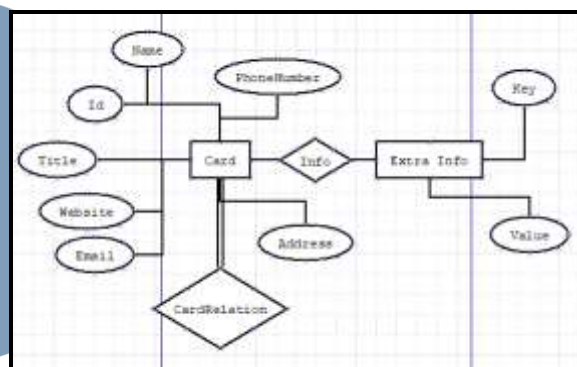 Name
PhoneNumber
Key
Id
Title
Card
Info
Extra Info
Website
Address
Value
Email
CardRelation